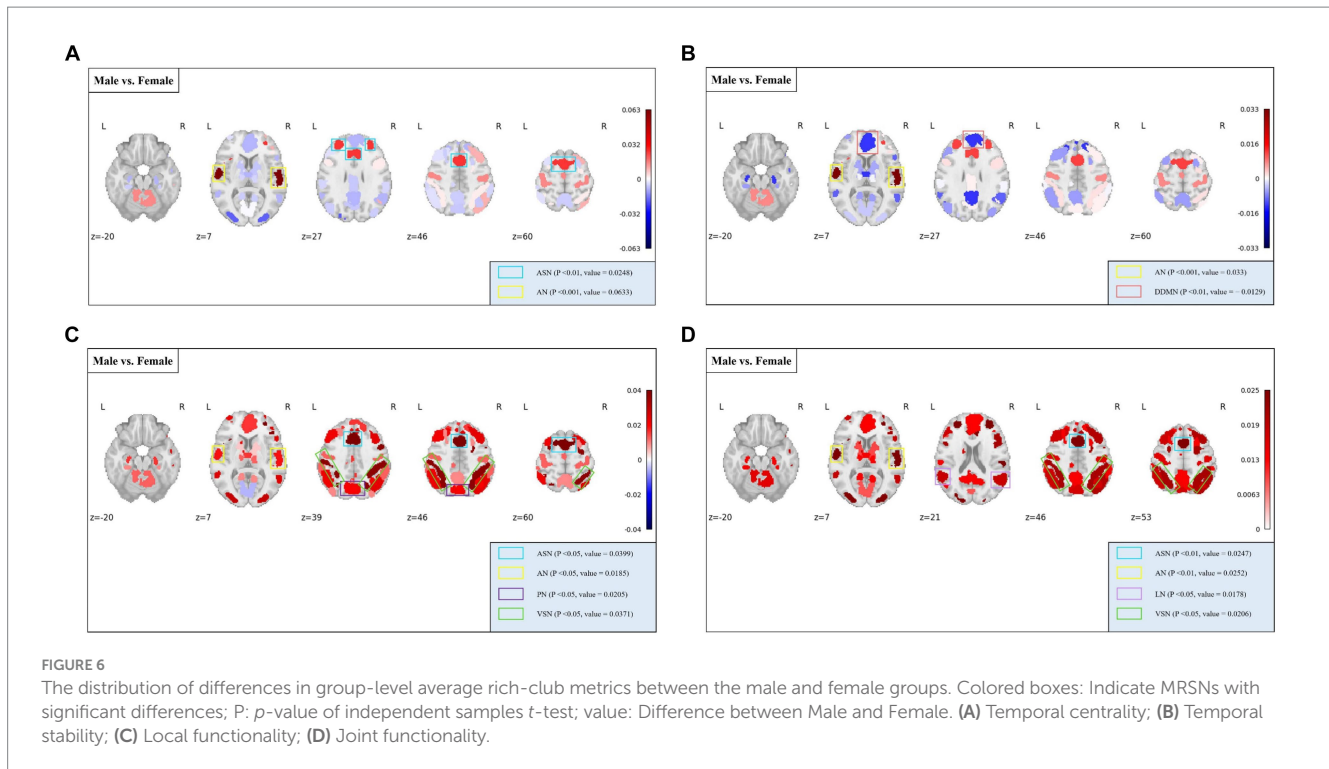 A
Male vs. Female
L R L R L R L R
0.063
0.032
0
-0.032
-0.063
z=-20 z=7 z=27 z=46 z=60
ASN (P <0.01, value = 0.0248)
AN (P <0.001, value = 0.0633)
B
Male vs. Female
L R L R L R L R
0.033
0.016
0
-0.016
-0.033
z=-20 z=7 z=27 z=46 z=60
AN (P <0.001, value = 0.033)
DDMN (P <0.01, value = − 0.0129)
C
Male vs. Female
L R L R L R L R
0.04
0.02
0
-0.02
-0.04
z=-20 z=7 z=39 z=46 z=60
ASN (P <0.05, value = 0.0399)
AN (P <0.05, value = 0.0185)
PN (P <0.05, value = 0.0205)
VSN (P <0.05, value = 0.0371)
D
Male vs. Female
L R L R L R L R
0.025
0.019
0.013
0.0063
0
z=-20 z=7 z=21 z=46 z=53
ASN (P <0.01, value = 0.0247)
AN (P <0.01, value = 0.0252)
LN (P <0.05, value = 0.0178)
VSN (P <0.05, value = 0.0206)
FIGURE 6
The distribution of differences in group-level average rich-club metrics between the male and female groups. Colored boxes: Indicate MRSNs with
significant differences; P: p-value of independent samples t-test; value: Difference between Male and Female. (A) Temporal centrality; (B) Temporal
stability; (C) Local functionality; (D) Joint functionality.